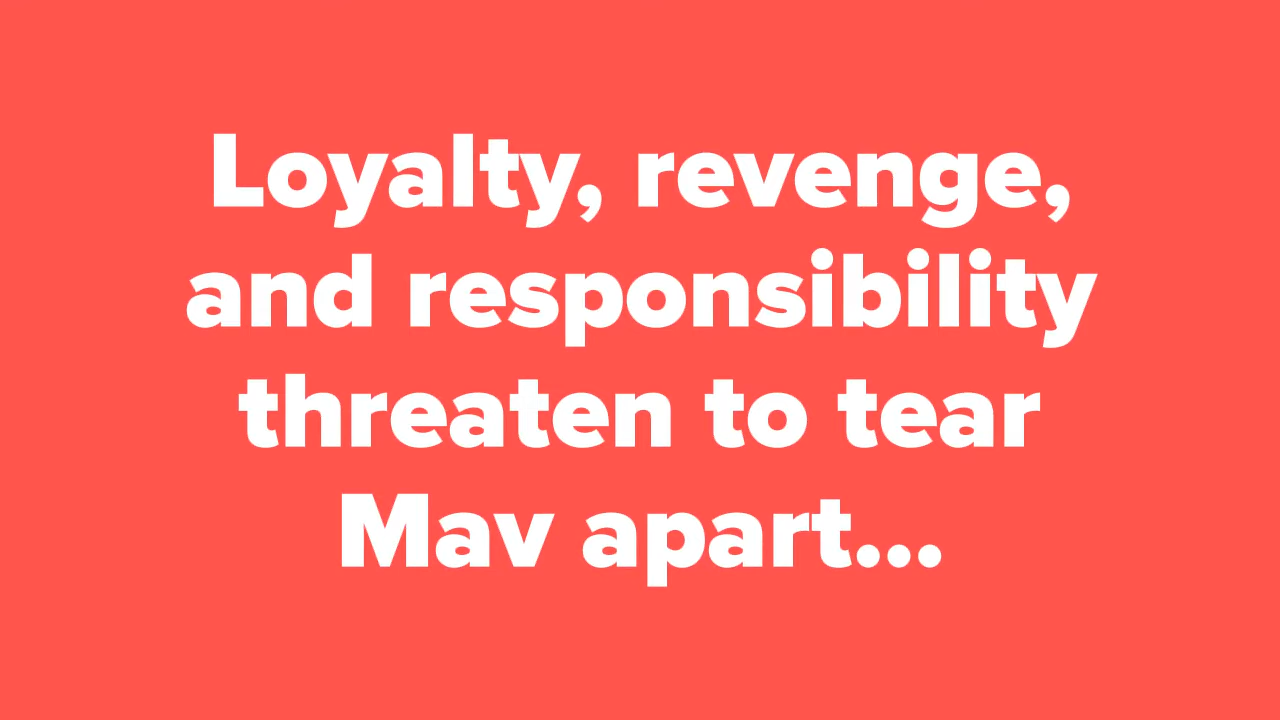 Loyalty, revenge,
and responsibility
threaten to tear
Mav apart...